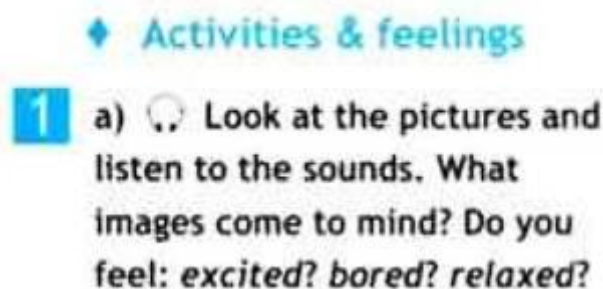 ♦ Activities & feelings
1 a) 🎧 Look at the pictures and
listen to the sounds. What
images come to mind? Do you
feel: excited? bored? relaxed?